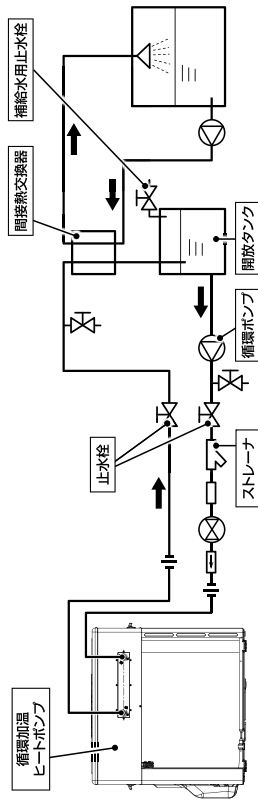 循環加温
ヒートポンプ
止水栓
ストレーナ
循環ポンプ
開放タンク
間接熱交換器
補給水用止水栓